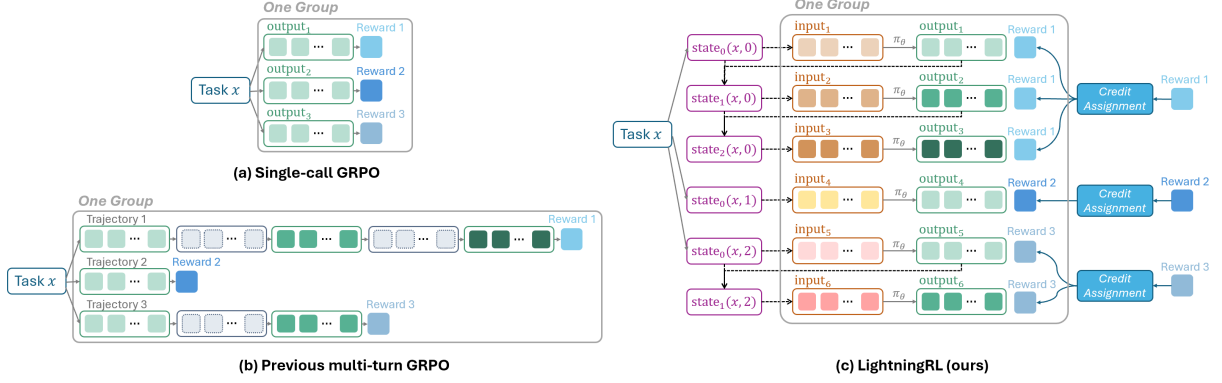 One Group
output₁
Reward 1
...
output₂
Reward 2
...
Task x
output₃
Reward 3
...
(a) Single-call GRPO
One Group
Trajectory 1
Reward 1
... ... ... ... ...
Trajectory 2
Reward 2
Task x
...
Trajectory 3
Reward 3
... ... ...
(b) Previous multi-turn GRPO
One Group
input₁
output₁
Reward 1
state₀(x, 0)
... πθ ...
input₂
output₂
Reward 1
Reward 1
state₁(x, 0)
... πθ ...
Credit
Assignment
Task x
input₃
output₃
Reward 1
state₂(x, 0)
... πθ ...
input₄
output₄
Reward 2
Reward 2
state₀(x, 1)
... πθ ...
Credit
Assignment
input₅
output₅
Reward 3
state₀(x, 2)
... πθ ...
Reward 3
Credit
Assignment
input₆
output₆
Reward 3
state₁(x, 2)
... πθ ...
(c) LightningRL (ours)